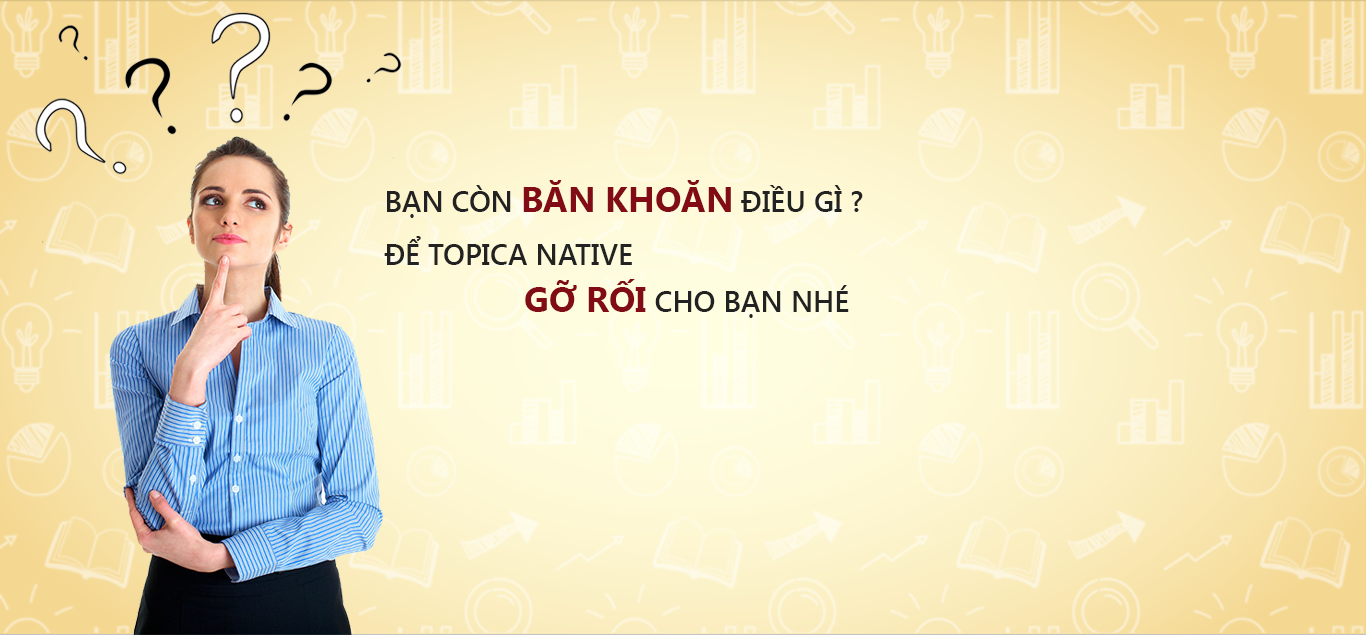 BẠN CÒN BĂN KHOĂN ĐIỀU GÌ ?
ĐỂ TOPICA NATIVE
GỠ RỐI CHO BẠN NHÉ